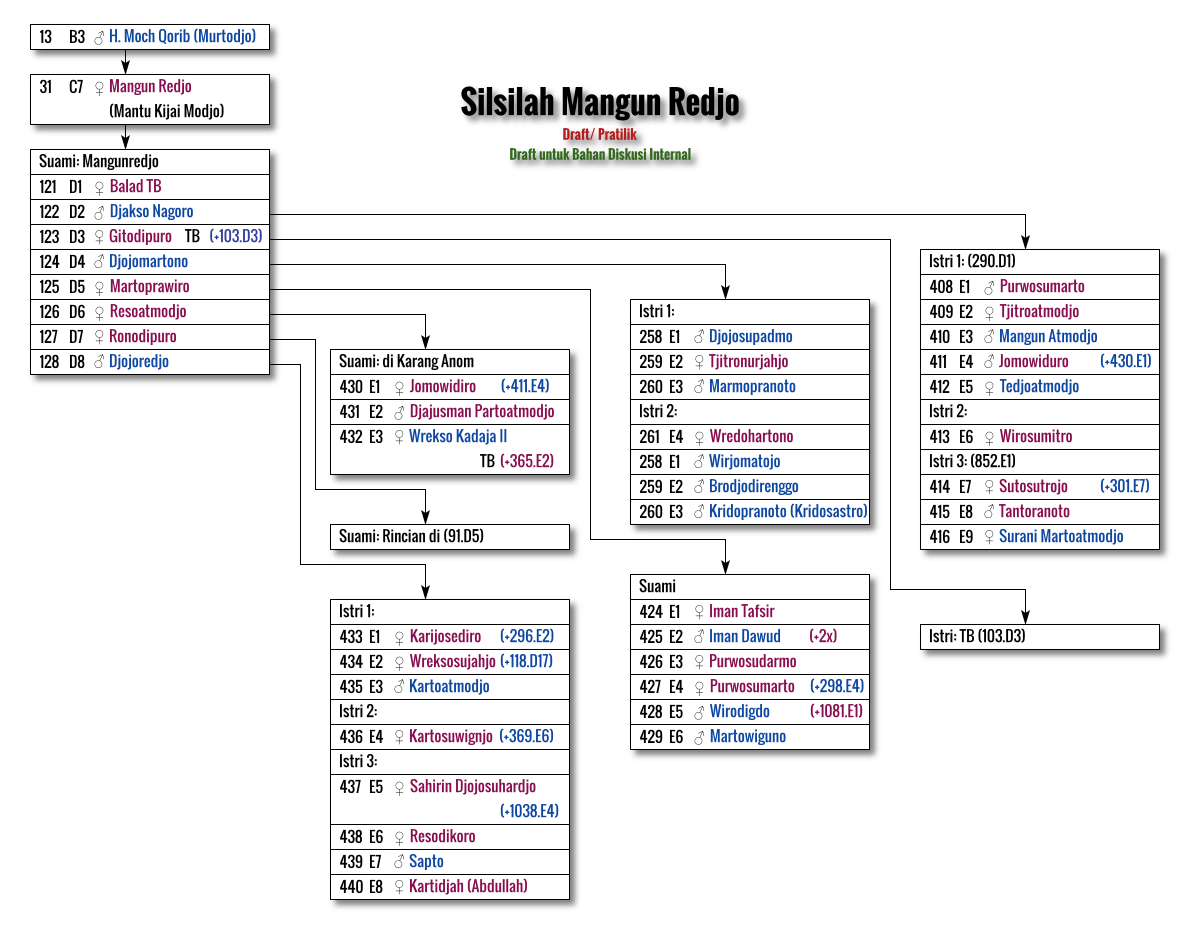 13 B3 ♂ H. Moch Qorib (Murtodjo)
31 C7 ♀ Mangun Redjo
(Mantu Kijai Modjo)
Silsilah Mangun Redjo
Draft/ Pratilik
Draft untuk Bahan Diskusi Internal
Suami: Mangunredjo
121 D1 ♀ Balad TB
122 D2 ♂ Djakso Nagoro
123 D3 ♀ Gitodipuro TB (+103.D3)
124 D4 ♂ Djojomartono
125 D5 ♀ Martoprawiro
126 D6 ♀ Resoatmodjo
127 D7 ♀ Ronodipuro
128 D8 ♂ Djojoredjo
Suami: di Karang Anom
430 E1 ♀ Jomowidiro (+411.E4)
431 E2 ♂ Djajusman Partoatmodjo
432 E3 ♀ Wrekso Kadaja II
TB (+365.E2)
Suami: Rincian di (91.D5)
Istri 1:
433 E1 ♀ Karijosediro (+296.E2)
434 E2 ♀ Wreksosujahjo (+118.D17)
435 E3 ♂ Kartoatmodjo
Istri 2:
436 E4 ♀ Kartosuwignjo (+369.E6)
Istri 3:
437 E5 ♀ Sahirin Djojosuhardjo
(+1038.E4)
438 E6 ♀ Resodikoro
439 E7 ♂ Sapto
440 E8 ♀ Kartidjah (Abdullah)
Istri 1:
258 E1 ♂ Djojosupadmo
259 E2 ♀ Tjitronurjahjo
260 E3 ♂ Marmopranoto
Istri 2:
261 E4 ♀ Wredohartono
258 E1 ♂ Wirjomatojo
259 E2 ♂ Brodjodirenggo
260 E3 ♂ Kridopranoto (Kridosastro)
Suami
424 E1 ♀ Iman Tafsir
425 E2 ♂ Iman Dawud (+2x)
426 E3 ♀ Purwosudarmo
427 E4 ♀ Purwosumarto (+298.E4)
428 E5 ♂ Wirodigdo (+1081.E1)
429 E6 ♂ Martowiguno
Istri 1: (290.D1)
408 E1 ♂ Purwosumarto
409 E2 ♀ Tjitroatmodjo
410 E3 ♂ Mangun Atmodjo
411 E4 ♂ Jomowiduro (+430.E1)
412 E5 ♀ Tedjoatmodjo
Istri 2:
413 E6 ♀ Wirosumitro
Istri 3: (852.E1)
414 E7 ♀ Sutosutrojo (+301.E7)
415 E8 ♂ Tantoranoto
416 E9 ♀ Surani Martoatmodjo
Istri: TB (103.D3)